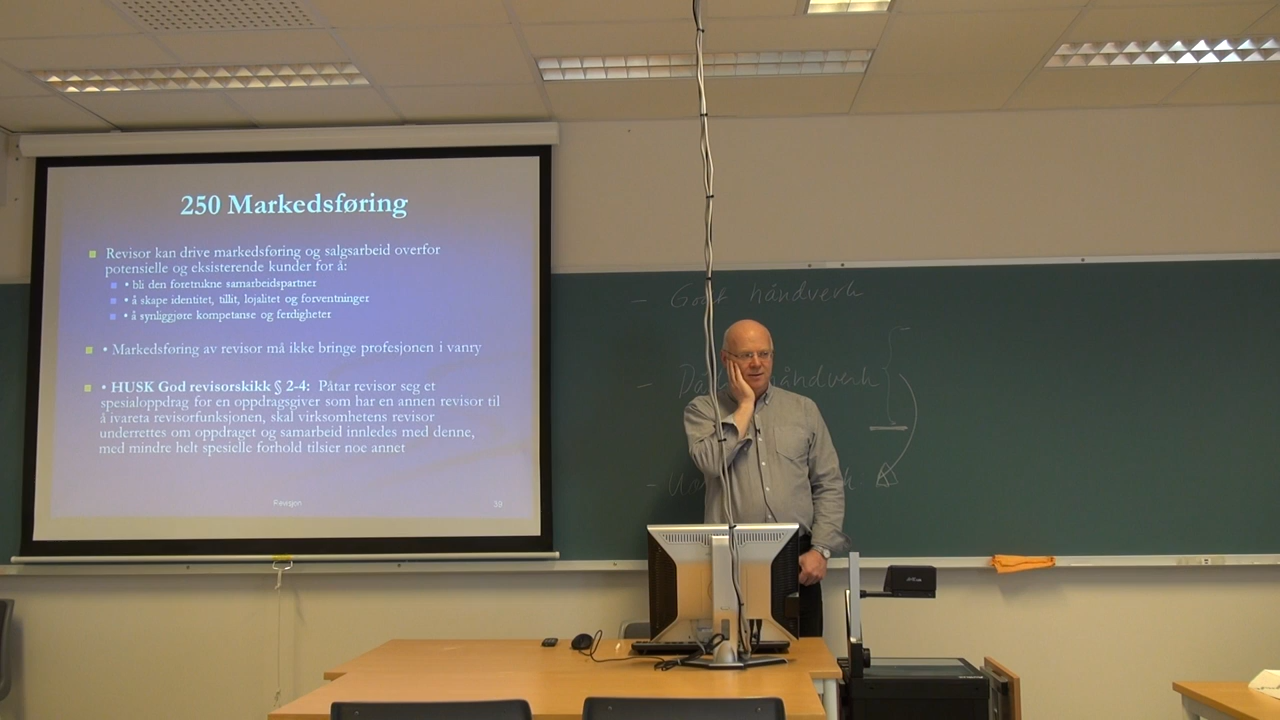 250 Markedsføring
Revisor kan drive markedsføring og salgsarbeid overfor
potensielle og eksisterende kunder for å:
• bli den foretrukne samarbeidspartner
• å skape identitet, tillit, lojalitet og forventninger
• å synliggjøre kompetanse og ferdigheter
• Markedsføring av revisor må ikke bringe profesjonen i vanry
• HUSK God revisorskikk § 2-4: Påtar revisor seg et
spesialoppdrag for en oppdragsgiver som har en annen revisor til
å ivareta revisorfunksjonen, skal virksomhetens revisor
underrettes om oppdraget og samarbeid innledes med denne,
med mindre helt spesielle forhold tilsier noe annet
Revisjon
39
- Godt håndverk